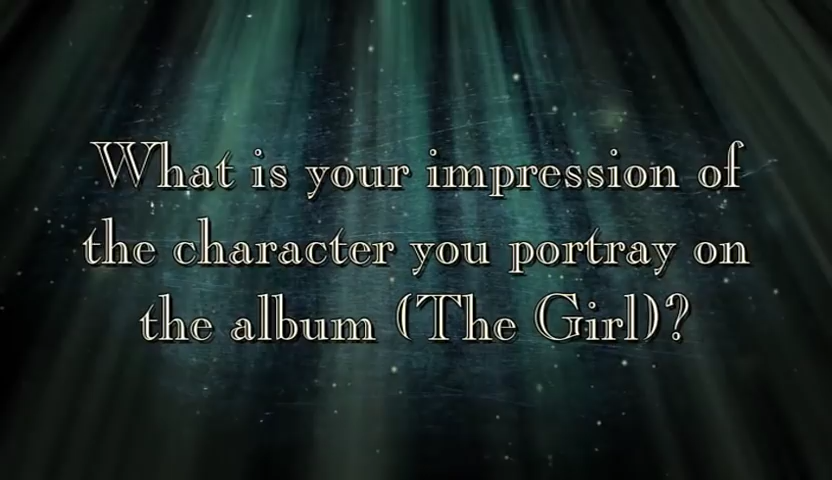 What is your impression of
the character you portray on
the album (The Girl)?